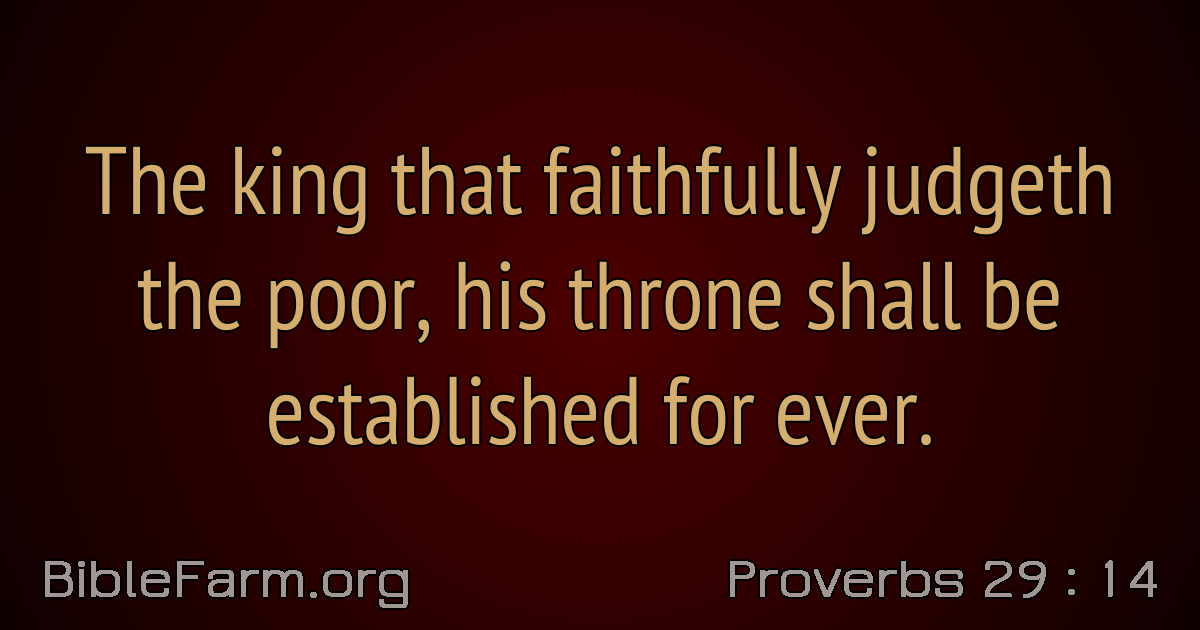 The king that faithfully judgeth
the poor, his throne shall be
established for ever.
BibleFarm.org
Proverbs 29 : 14